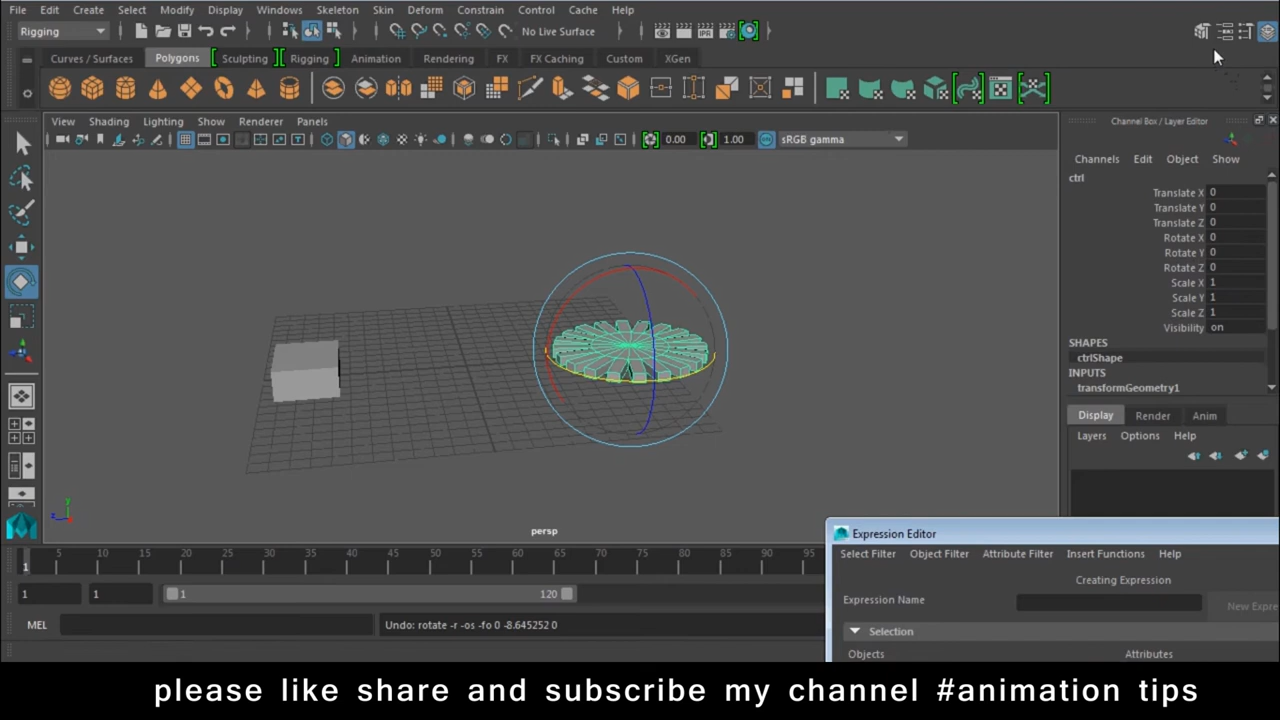 File Edit Create Select Modify Display Windows Skeleton Skin Deform Constrain Control Cache Help
Rigging No Live Surface
Curves / Surfaces Polygons Sculpting Rigging Animation Rendering FX FX Caching Custom XGen
View Shading Lighting Show Renderer Panels
0.00 1.00 sRGB gamma
Channel Box / Layer Editor
Channels Edit Object Show
ctrl
Translate X 0
Translate Y 0
Translate Z 0
Rotate X 0
Rotate Y 0
Rotate Z 0
Scale X 1
Scale Y 1
Scale Z 1
Visibility on
SHAPES
ctrlShape
INPUTS
transformGeometry1
Display Render Anim
Layers Options Help
persp
5 10 15 20 25 30 35 40 45 50 55 60 65 70 75 80 85 90 95
1
1 1 1 120
MEL Undo: rotate -r -os -fo 0 -8.645252 0
Expression Editor
Select Filter Object Filter Attribute Filter Insert Functions Help
Creating Expression
Expression Name New Expre
Selection
Objects Attributes
please like share and subscribe my channel #animation tips